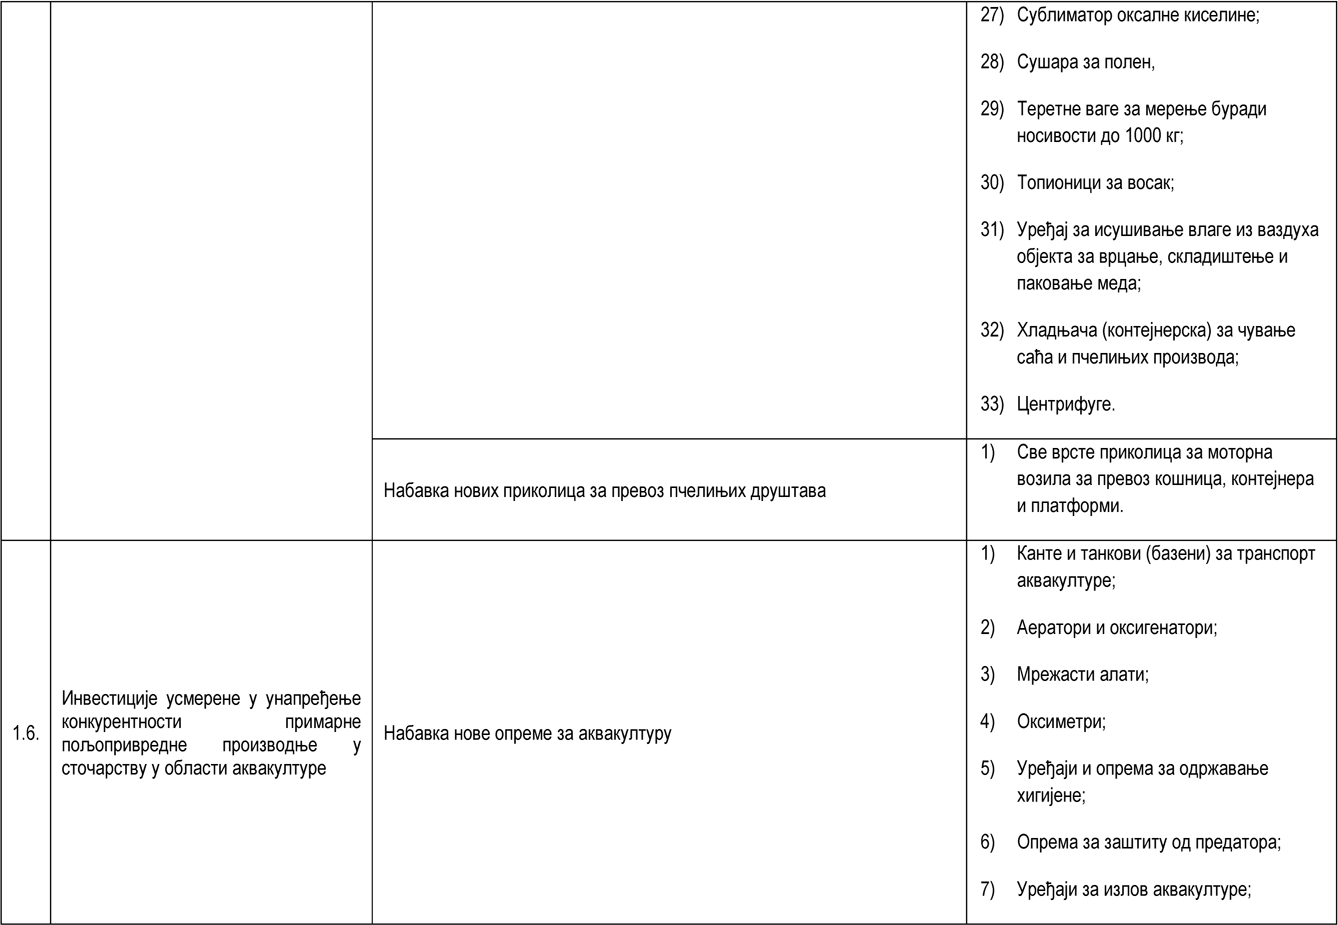 27) Сублиматор оксалне киселине;
28) Сушара за полен,
29) Теретне ваге за мерење буради
носивости до 1000 кг;
30) Топионици за восак;
31) Уређај за исушивање влаге из ваздуха
објекта за врцање, складиштење и
паковање меда;
32) Хладњача (контејнерска) за чување
саћа и пчелињих производа;
33) Центрифуге.
Набавка нових приколица за превоз пчелињих друштава
1) Све врсте приколица за моторна
возила за превоз кошница, контејнера
и платформи.
1.6.
Инвестиције усмерене у унапређење
конкурентности примарне
пољопривредне производње у
сточарству у области аквакултуре
Набавка нове опреме за аквакултуру
1) Канте и танкови (базени) за транспорт
аквакултуре;
2) Аератори и оксигенатори;
3) Мрежасти алати;
4) Оксиметри;
5) Уређаји и опрема за одржавање
хигијене;
6) Опрема за заштиту од предатора;
7) Уређаји за излов аквакултуре;